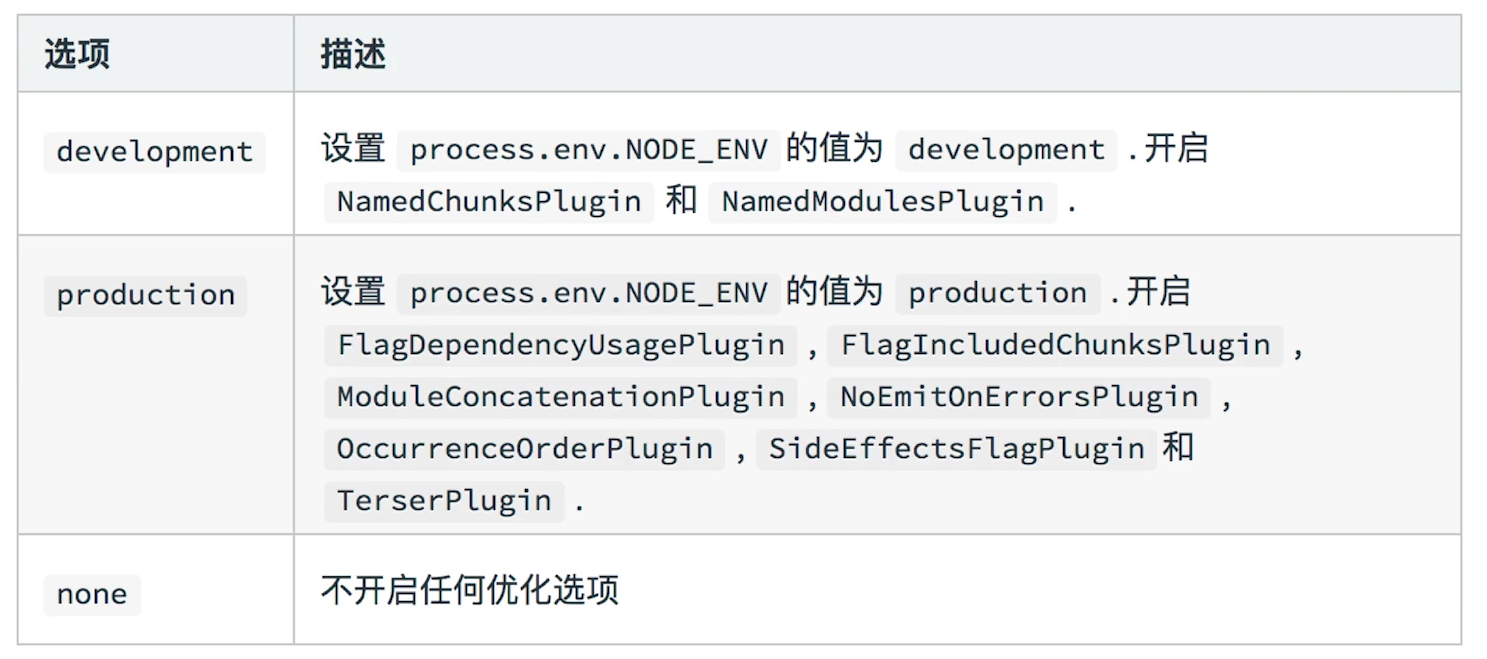 选项 描述
development 设置 process.env.NODE_ENV 的值为 development . 开启
NamedChunksPlugin 和 NamedModulesPlugin .
production 设置 process.env.NODE_ENV 的值为 production . 开启
FlagDependencyUsagePlugin , FlagIncludedChunksPlugin ,
ModuleConcatenationPlugin , NoEmitOnErrorsPlugin ,
OccurrenceOrderPlugin , SideEffectsFlagPlugin 和
TerserPlugin .
none 不开启任何优化选项